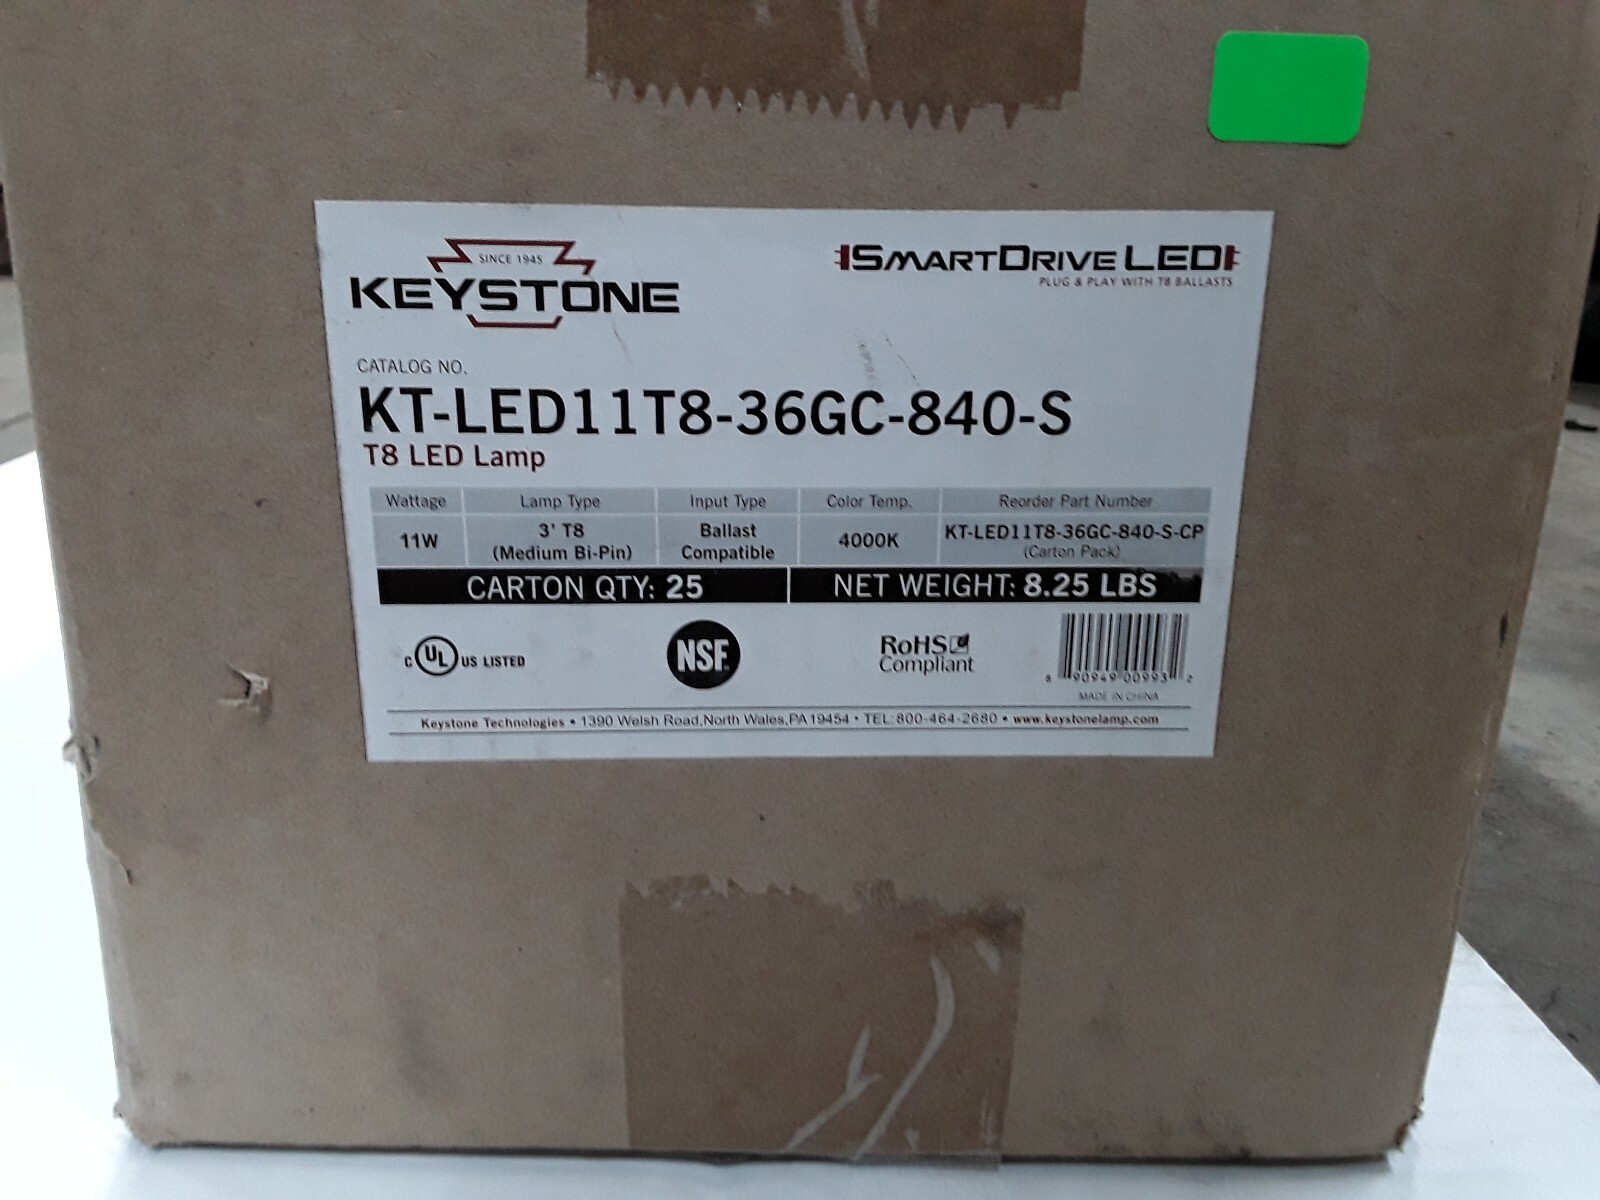 SINCE 1945
KEYSTONE
SMARTDRIVE LED
PLUG & PLAY WITH T8 BALLASTS
CATALOG NO.
KT-LED11T8-36GC-840-S
T8 LED Lamp
Wattage Lamp Type Input Type Color Temp. Reorder Part Number
11W 3' T8 (Medium Bi-Pin) Ballast Compatible 4000K KT-LED11T8-36GC-840-S-CP (Carton Pack)
CARTON QTY: 25 NET WEIGHT: 8.25 LBS
C UL US LISTED
NSF
RoHS
Compliant
8 90949 00993 2
MADE IN CHINA
Keystone Technologies • 1390 Welsh Road, North Wales, PA 19454 • TEL: 800-464-2680 • www.keystonelamp.com